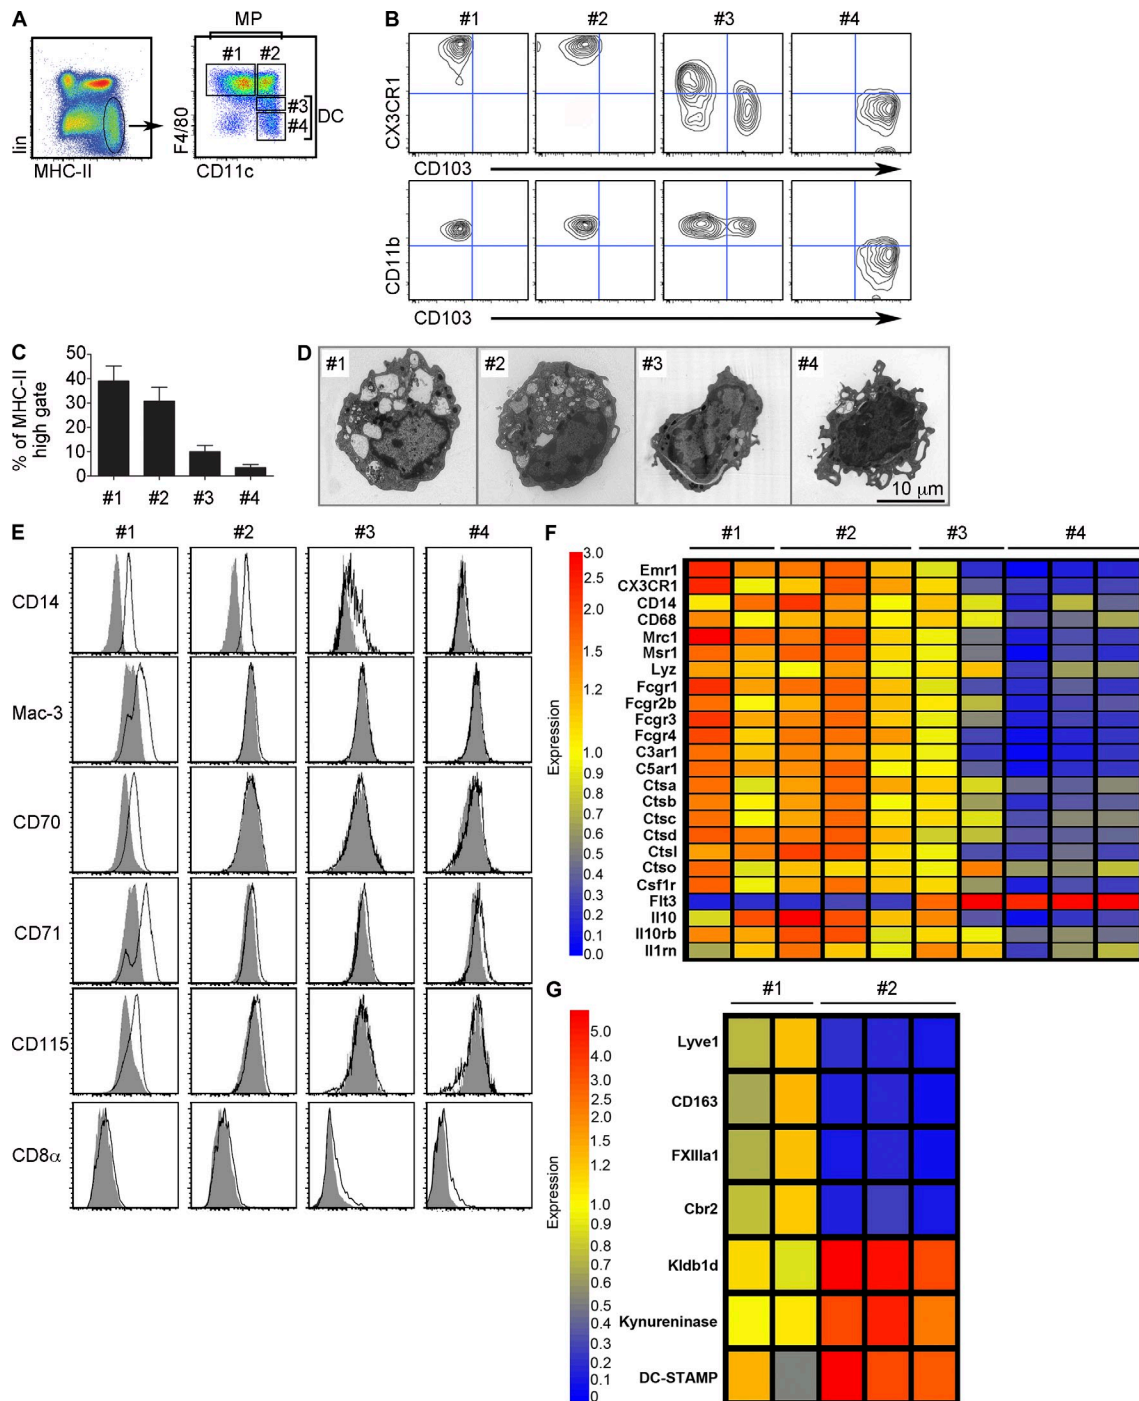 A
MP
#1 #2
#3
#4
DC
lin
MHC-II
F4/80
CD11c
B
#1 #2 #3 #4
CX3CR1
CD103
CD11b
CD103
C
% of MHC-II
high gate
50
40
30
20
10
0
#1 #2 #3 #4
D
#1 #2 #3 #4
10 µm
E
#1 #2 #3 #4
CD14
Mac-3
CD70
CD71
CD115
CD8α
F
#1 #2 #3 #4
Expression
3.0
2.5
2.0
1.5
1.2
1.0
0.9
0.8
0.7
0.6
0.5
0.4
0.3
0.2
0.1
0.0
Emr1
CX3CR1
CD14
CD68
Mrc1
Msr1
Lyz
Fcgr1
Fcgr2b
Fcgr3
Fcgr4
C3ar1
C5ar1
Ctsa
Ctsb
Ctsc
Ctsd
Ctsl
Ctso
Csf1r
Flt3
Il10
Il10rb
Il1rn
G
#1 #2
Expression
5.0
4.0
3.0
2.0
1.5
1.2
1.0
0.9
0.8
0.7
0.6
0.5
0.4
0.3
0.2
0.1
0
Lyve1
CD163
FXIIIa1
Cbr2
Kldb1d
Kynureninase
DC-STAMP